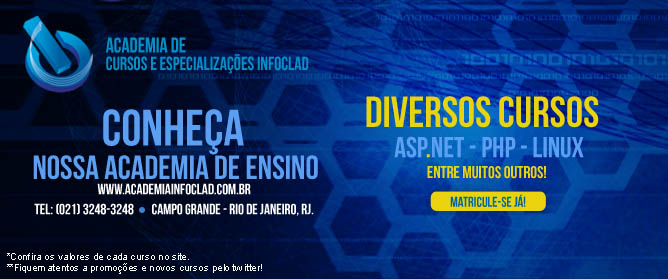 ACADEMIA DE
CURSOS E ESPECIALIZAÇÕES INFOCLAD
CONHEÇA
NOSSA ACADEMIA DE ENSINO
WWW.ACADEMIAINFOCLAD.COM.BR
TEL: (021) 3248-3248 ● CAMPO GRANDE - RIO DE JANEIRO, RJ.
DIVERSOS CURSOS
ASP.NET - PHP - LINUX
ENTRE MUITOS OUTROS!
MATRICULE-SE JÁ!
*Confira os valores de cada curso no site.
**Fiquem atentos a promoções e novos cursos pelo twitter!